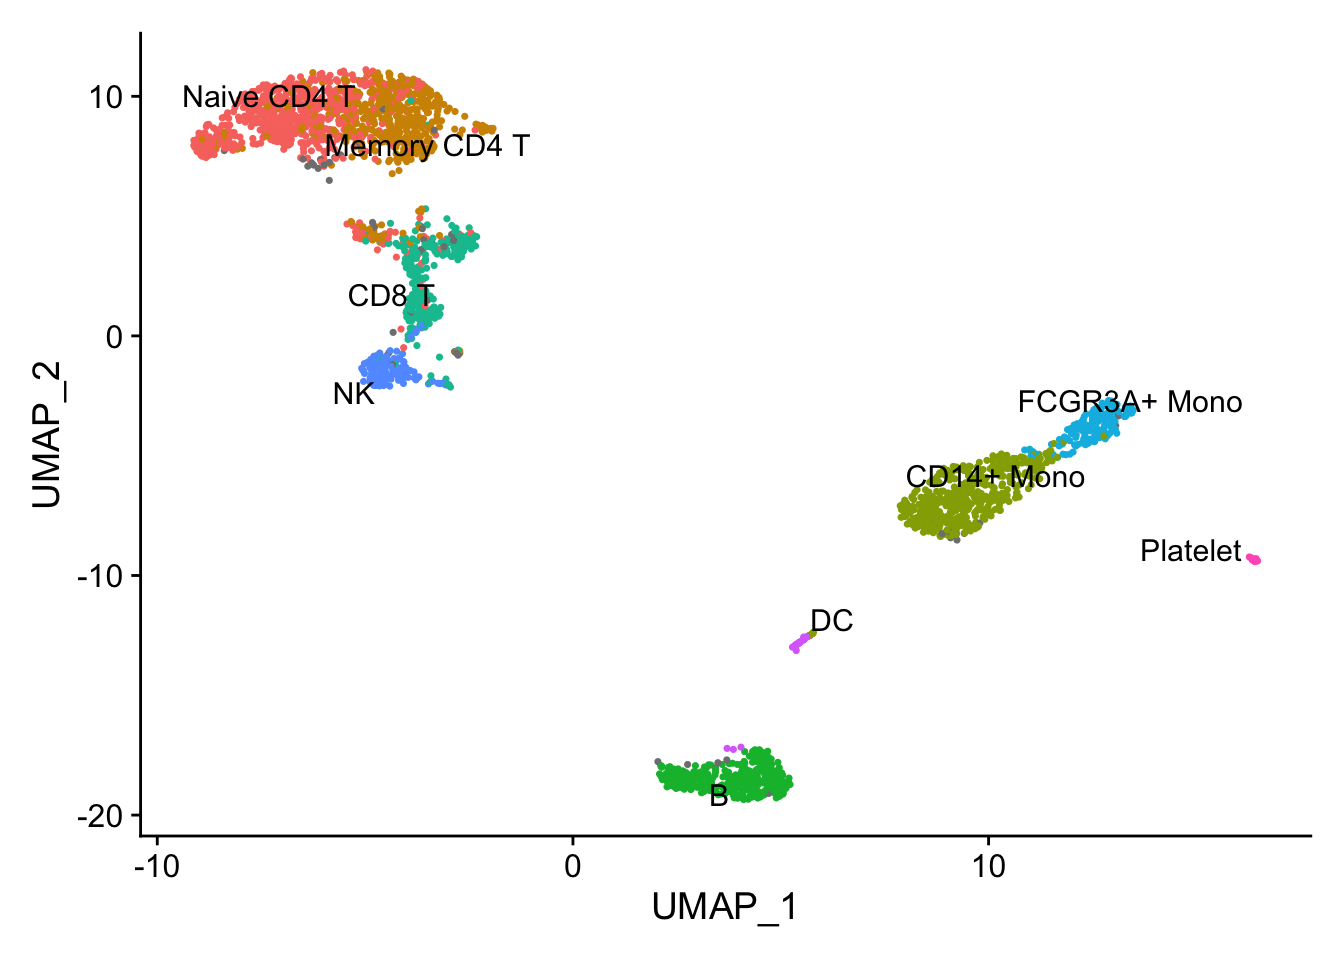 10
0
-10
-20
UMAP_2
Naive CD4 T
Memory CD4 T
CD8 T
NK
FCGR3A+ Mono
CD14+ Mono
Platelet
DC
B
-10
0
10
UMAP_1